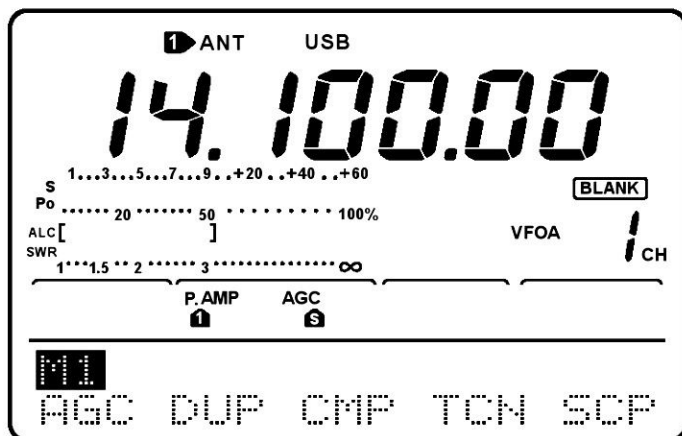 1 ANT USB
14.100.00
1...3...5...7...9..+20..+40..+60
S
BLANK
Po 20 50 100%
ALC [ ] VFOA 1 CH
SWR
1 1.5 2 3 ∞
P.AMP AGC
1 S
M1
AGC DUP CMP TCN SCP